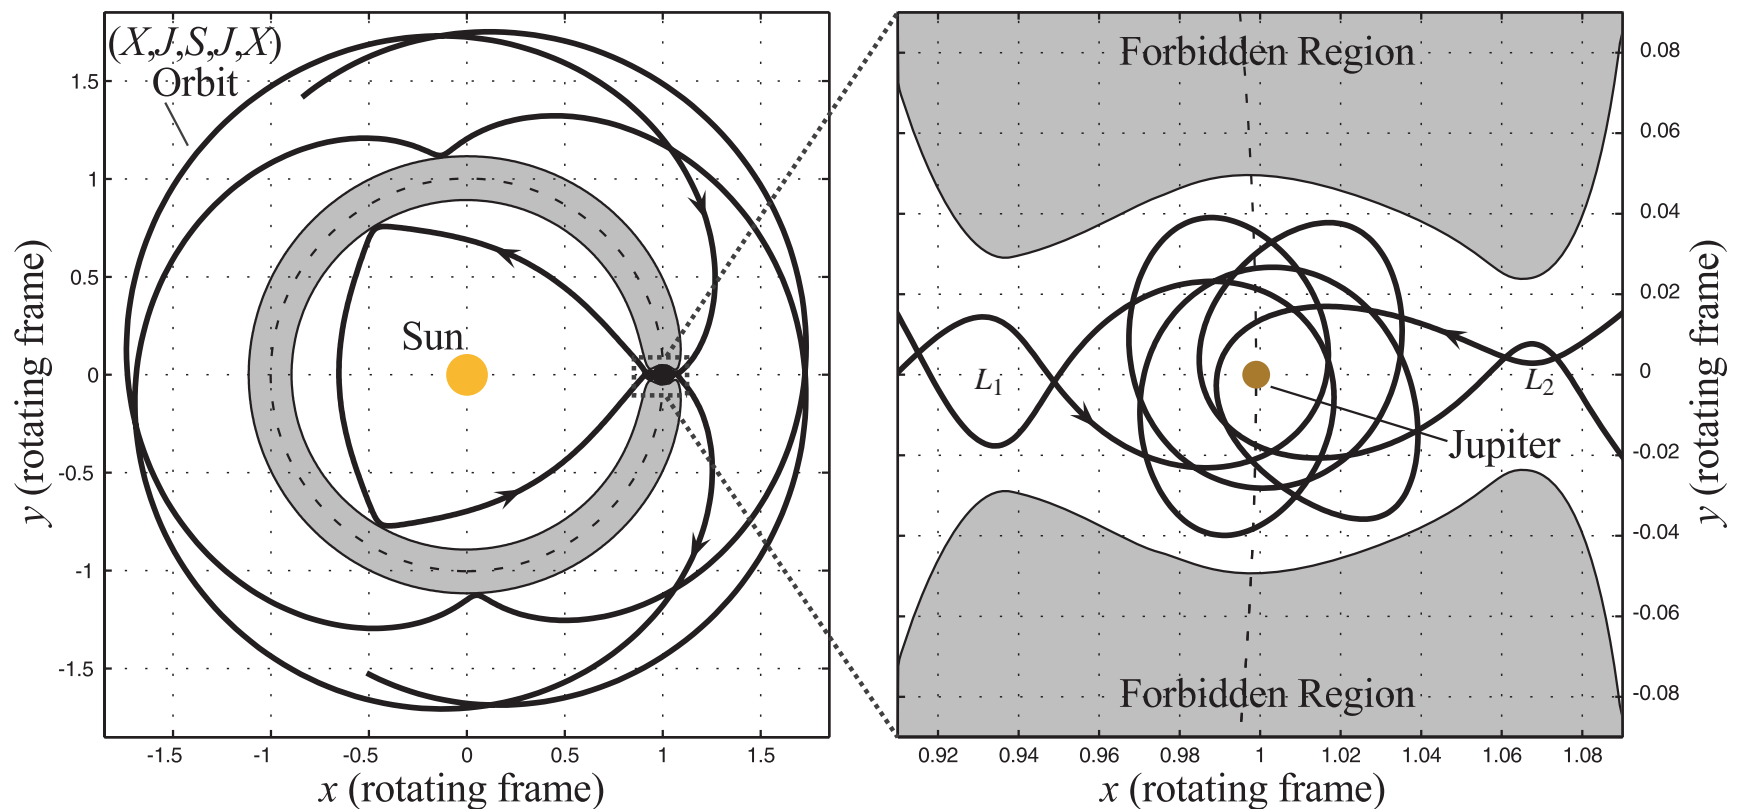 (X,J,S,J,X)
Orbit
Sun
1.5
1
0.5
0
-0.5
-1
-1.5
-1.5
-1
-0.5
0
0.5
1
1.5
x (rotating frame)
y (rotating frame)
Forbidden Region
L1
L2
Jupiter
Forbidden Region
0.08
0.06
0.04
0.02
0
-0.02
-0.04
-0.06
-0.08
0.92
0.94
0.96
0.98
1
1.02
1.04
1.06
1.08
x (rotating frame)
y (rotating frame)